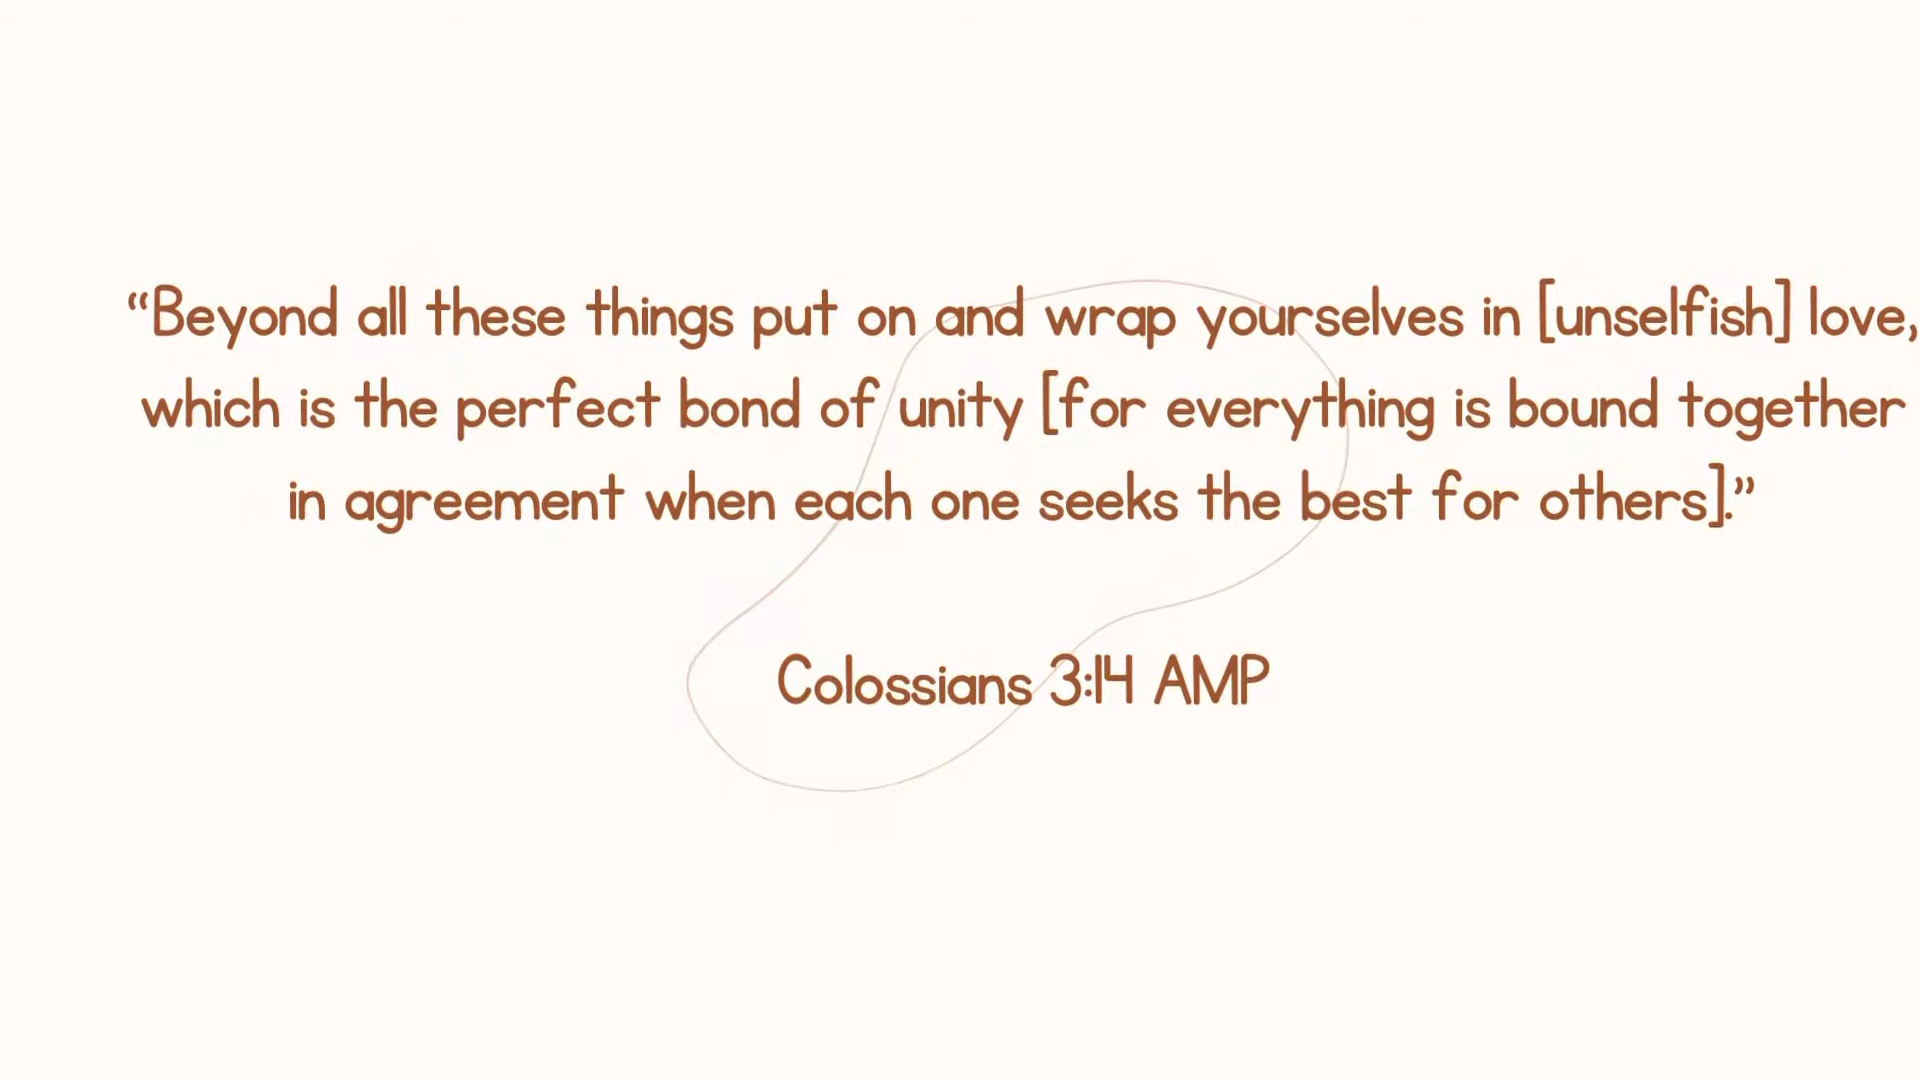 “Beyond all these things put on and wrap yourselves in [unselfish] love,
which is the perfect bond of unity [for everything is bound together
in agreement when each one seeks the best for others].”
Colossians 3:14 AMP